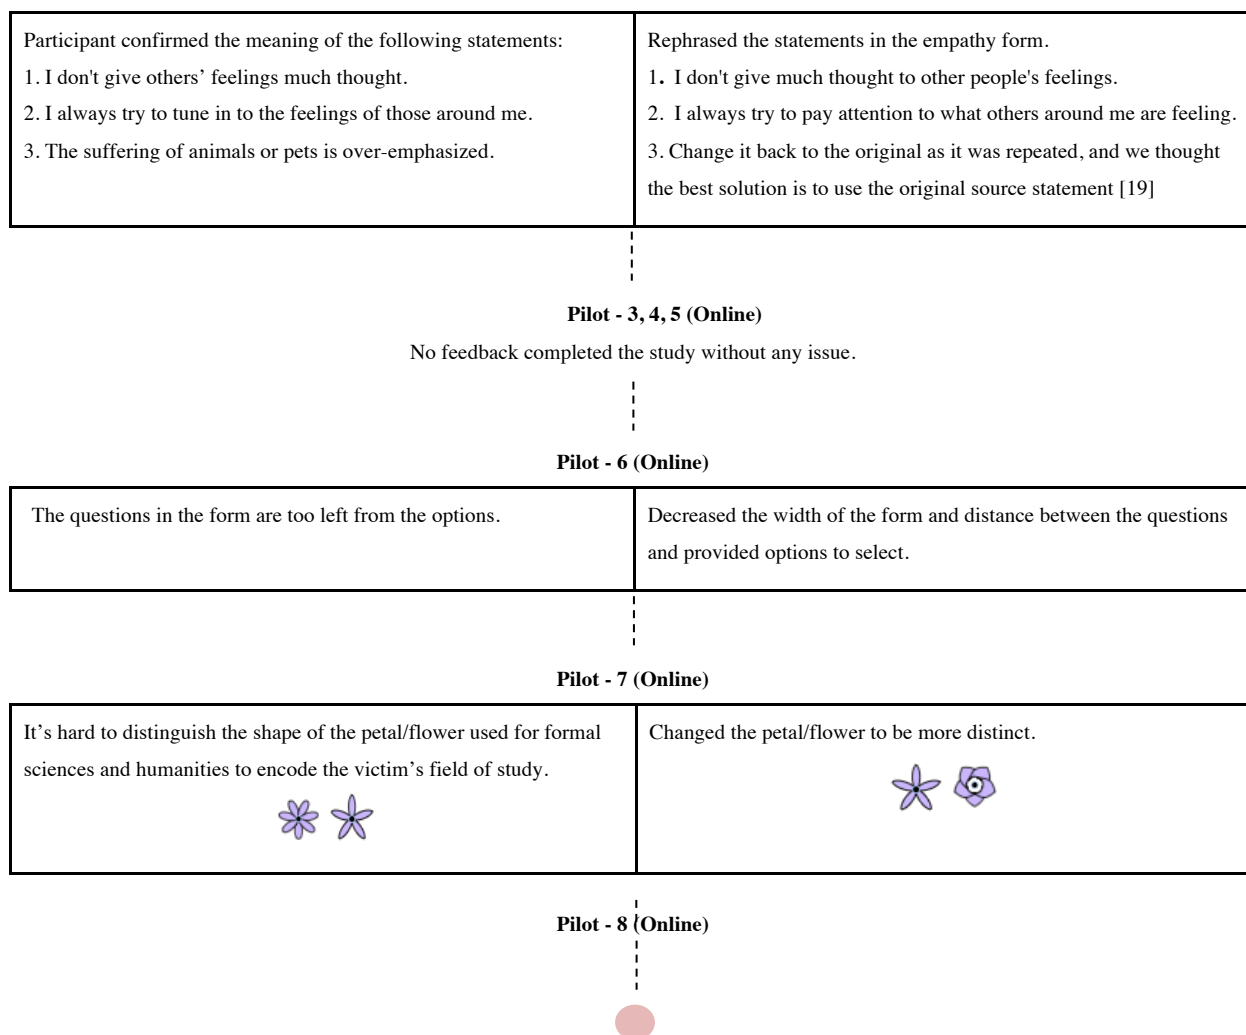 Participant confirmed the meaning of the following statements:
1. I don't give others’ feelings much thought.
2. I always try to tune in to the feelings of those around me.
3. The suffering of animals or pets is over-emphasized.
Rephrased the statements in the empathy form.
1. I don't give much thought to other people's feelings.
2. I always try to pay attention to what others around me are feeling.
3. Change it back to the original as it was repeated, and we thought
the best solution is to use the original source statement [19]
Pilot - 3, 4, 5 (Online)
No feedback completed the study without any issue.
Pilot - 6 (Online)
The questions in the form are too left from the options.
Decreased the width of the form and distance between the questions
and provided options to select.
Pilot - 7 (Online)
It’s hard to distinguish the shape of the petal/flower used for formal
sciences and humanities to encode the victim’s field of study.
Changed the petal/flower to be more distinct.
Pilot - 8 (Online)